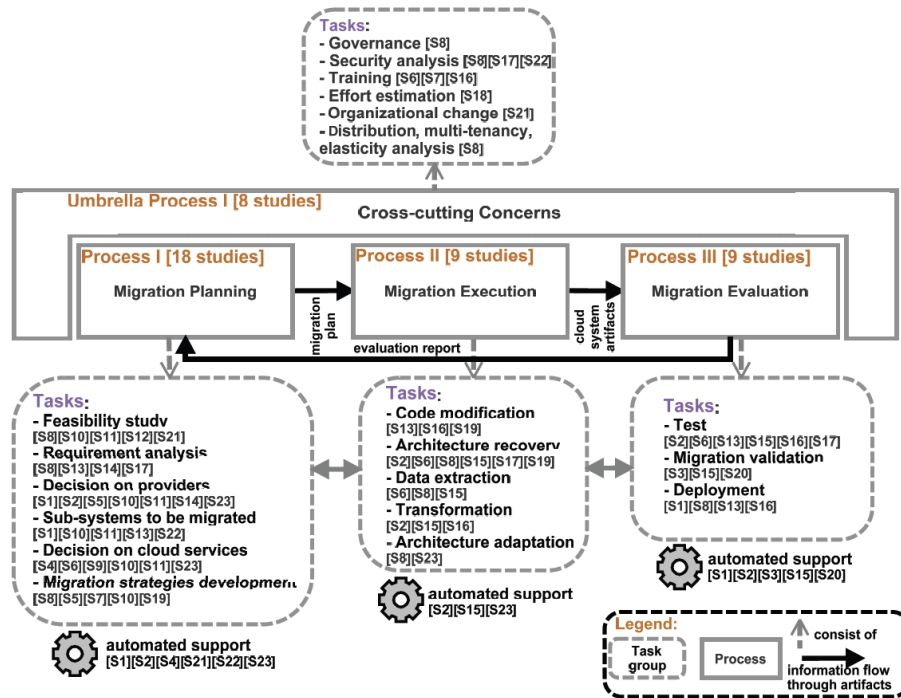 Tasks:
- Governance [S8]
- Security analysis [S8][S17][S22]
- Training [S6][S7][S16]
- Effort estimation [S18]
- Organizational change [S21]
- Distribution, multi-tenancy,
elasticity analysis [S8]
Umbrella Process I [8 studies]
Cross-cutting Concerns
Process I [18 studies]
Migration Planning
migration
plan
Process II [9 studies]
Migration Execution
cloud
system
artifacts
Process III [9 studies]
Migration Evaluation
evaluation report
Tasks:
- Feasibility study
[S8][S10][S11][S12][S21]
- Requirement analysis
[S8][S13][S14][S17]
- Decision on providers
[S1][S2][S5][S10][S11][S14][S23]
- Sub-systems to be migrated
[S1][S10][S11][S13][S22]
- Decision on cloud services
[S4][S6][S9][S10][S11][S23]
- Migration strategies development
[S8][S5][S7][S10][S19]
automated support
[S1][S2][S4][S21][S22][S23]
Tasks:
- Code modification
[S13][S16][S19]
- Architecture recovery
[S2][S6][S8][S15][S17][S19]
- Data extraction
[S6][S8][S15]
- Transformation
[S2][S15][S16]
- Architecture adaptation
[S8][S23]
automated support
[S2][S15][S23]
Tasks:
- Test
[S2][S6][S13][S15][S16][S17]
- Migration validation
[S3][S15][S20]
- Deployment
[S1][S8][S13][S16]
automated support
[S1][S2][S3][S15][S20]
Legend:
Task
group
Process
consist of
information flow
through artifacts